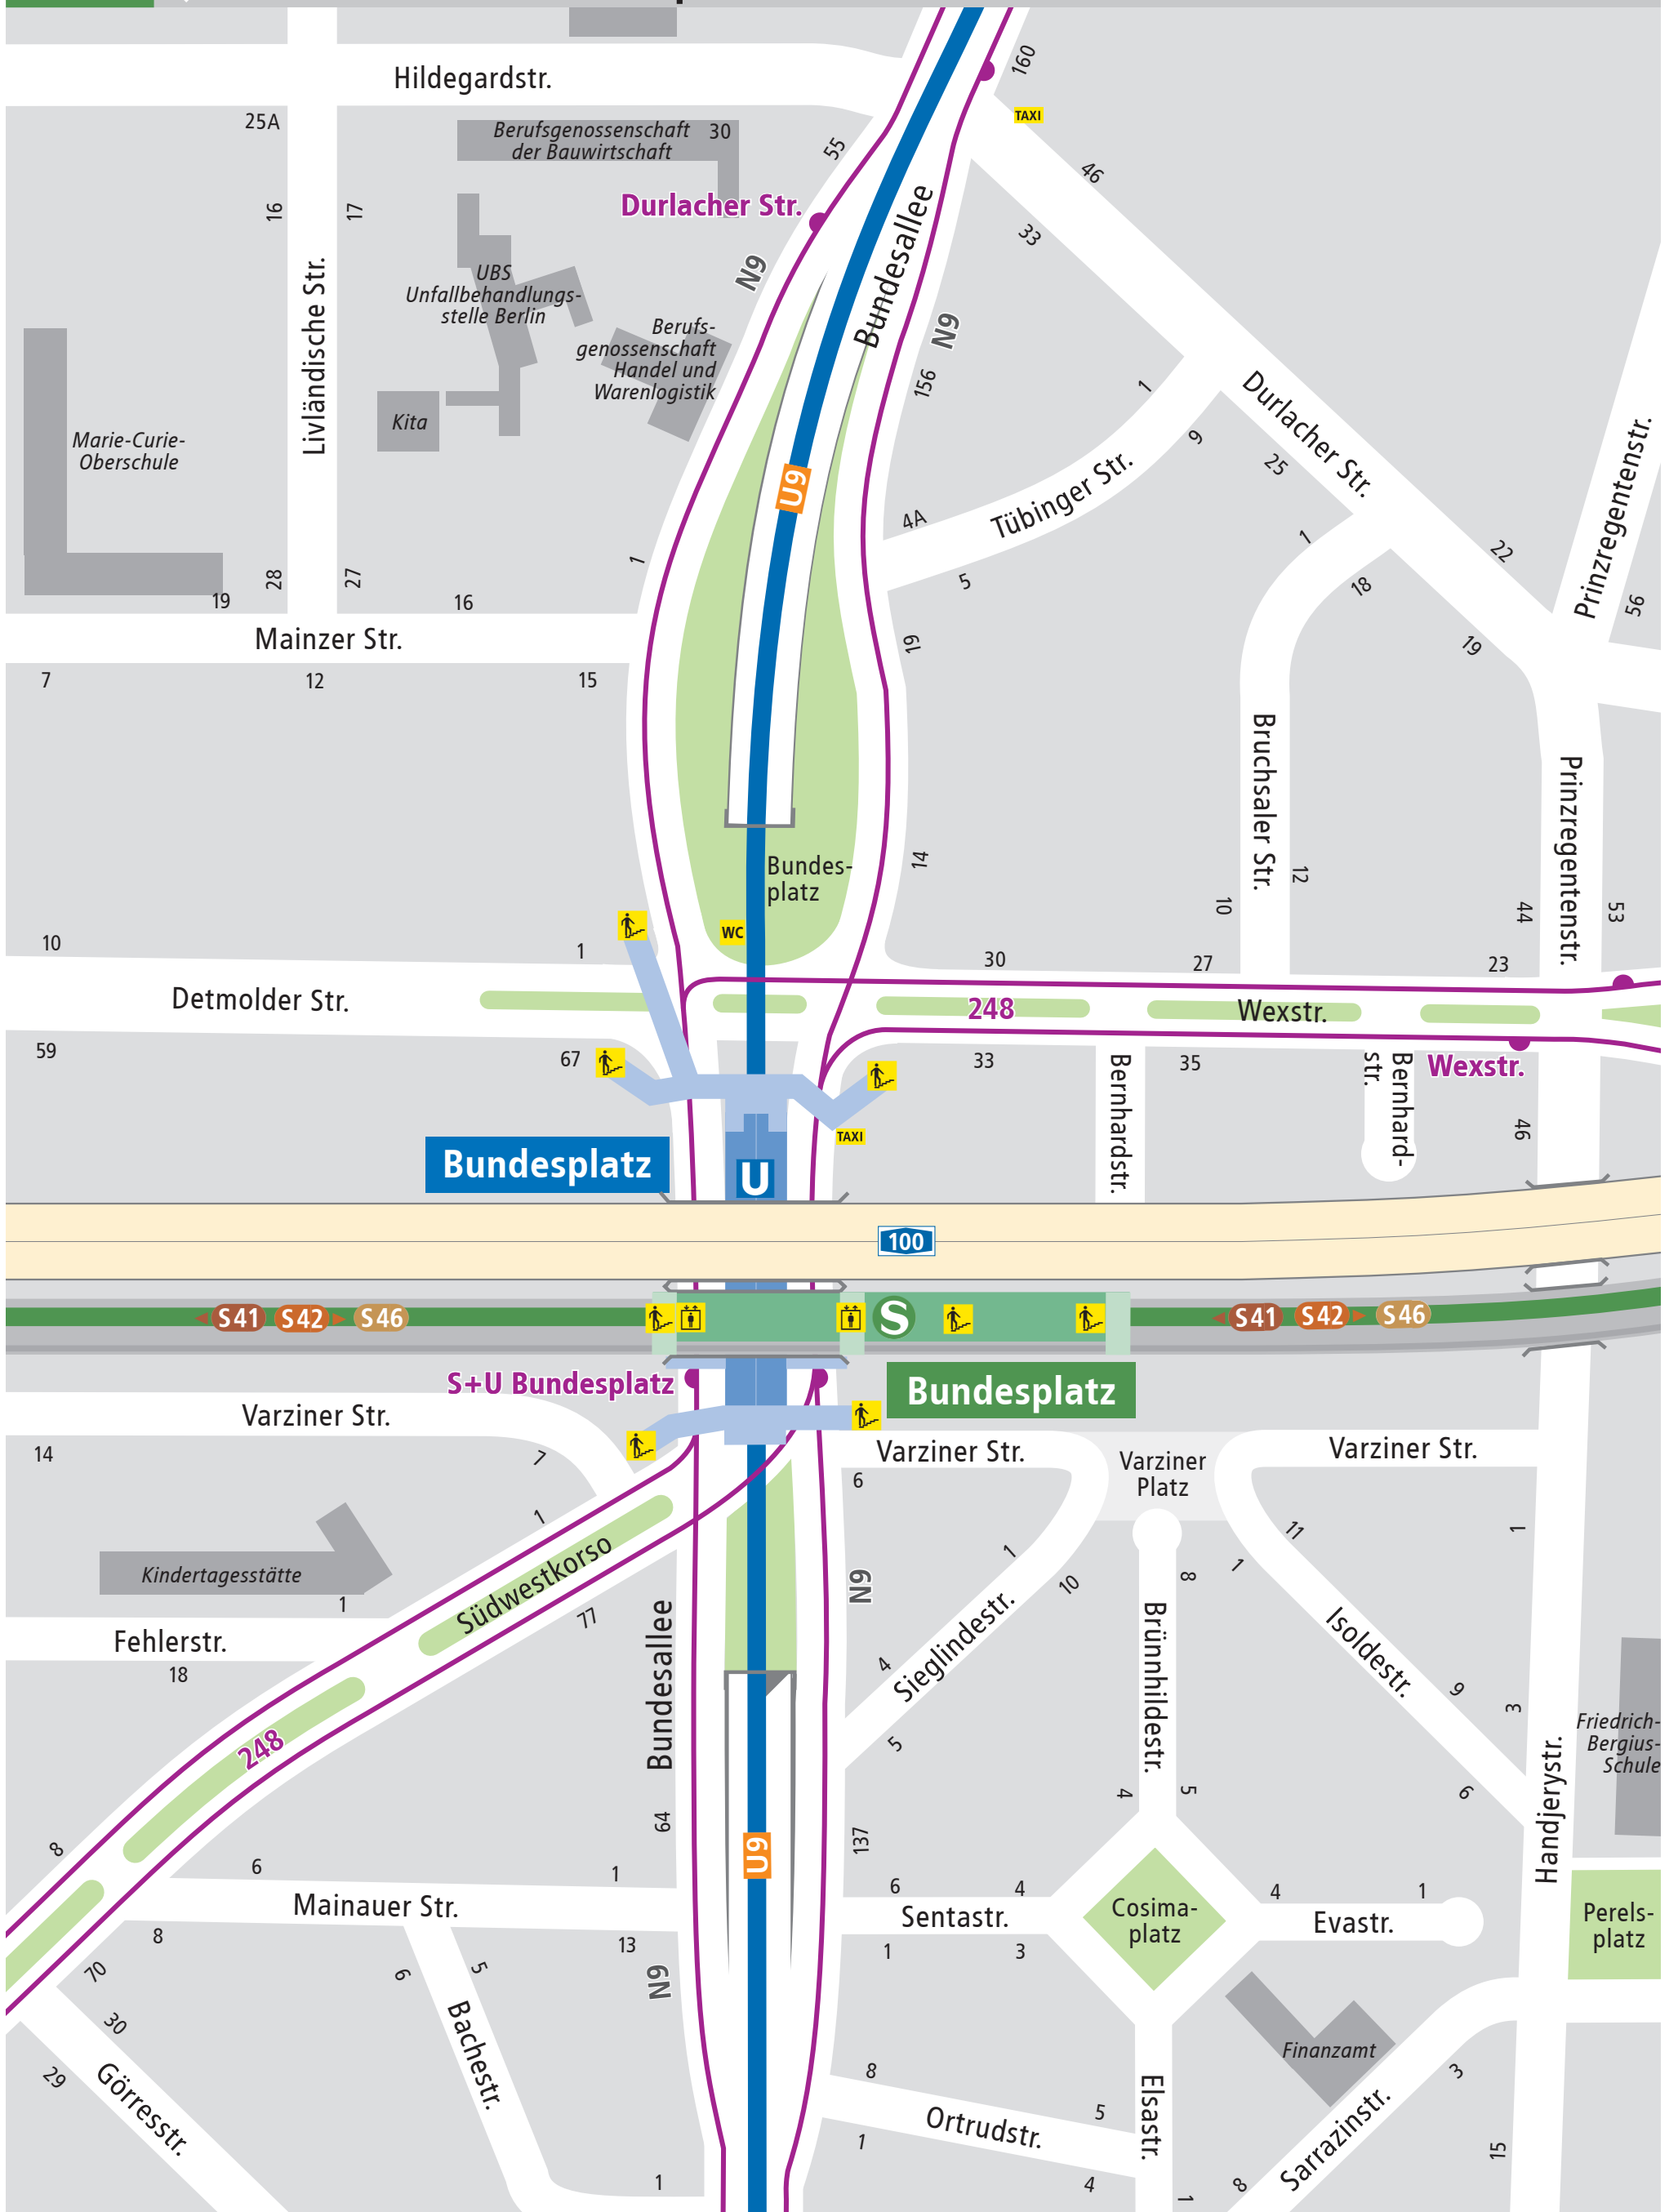 160
Hildegardstr.
TAXI
25A
Berufsgenossenschaft
der Bauwirtschaft
30
55
46
16
17
Durlacher Str.
Bundesallee
33
N9
UBS
Unfallbehandlungs-
stelle Berlin
Livländische Str.
N9
Berufs-
genossenschaft
Handel und
Warenlogistik
156
1
Durlacher Str.
Kita
Marie-Curie-
Oberschule
9
25
U9
Tübinger Str.
Prinzregentenstr.
4A
1
22
1
28
27
5
18
56
19
16
Mainzer Str.
19
19
7
12
15
Bruchsaler Str.
Prinzregentenstr.
14
Bundes-
platz
12
10
44
53
WC
10
1
30
27
23
Detmolder Str.
248
Wexstr.
59
67
33
Bernhardstr.
35
Bernhard-
str.
Wexstr.
TAXI
46
Bundesplatz
U
100
S41
S42
S46
S
S41
S42
S46
S+U Bundesplatz
Bundesplatz
Varziner Str.
14
7
Varziner Str.
Varziner
Platz
Varziner Str.
6
1
11
1
1
1
Kindertagesstätte
1
Südwestkorso
N9
10
8
77
Fehlerstr.
18
Bundesallee
Sieglindestr.
Brünnhildestr.
Isoldestr.
4
9
3
Friedrich-
Bergius-
Schule
248
5
4
5
6
Handjerystr.
64
137
8
U9
6
1
Mainauer Str.
6
4
Sentastr.
Cosima-
platz
4
1
Evastr.
Perels-
platz
8
13
1
3
70
6
5
N9
30
Bachestr.
Finanzamt
29
Görresstr.
8
3
Elsastr.
5
Ortrudstr.
1
Sarrazinstr.
15
1
4
1
8